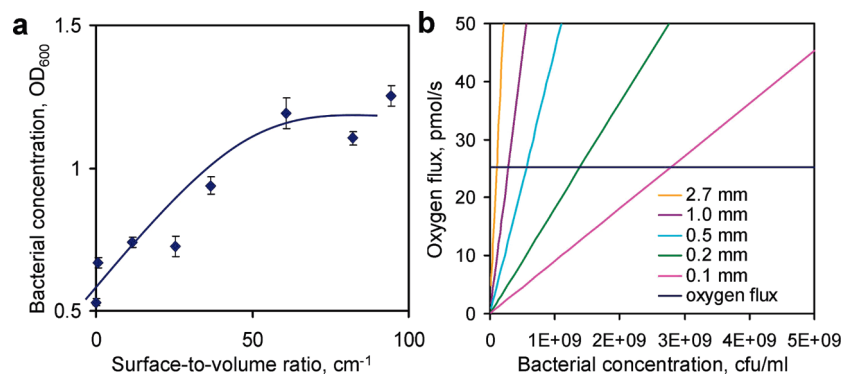 a
Bacterial concentration, OD600
1.5
1
0.5
0
50
100
Surface-to-volume ratio, cm-1
b
Oxygen flux, pmol/s
50
40
30
20
10
0
2.7 mm
1.0 mm
0.5 mm
0.2 mm
0.1 mm
oxygen flux
0
1E+09
2E+09
3E+09
4E+09
5E+09
Bacterial concentration, cfu/ml